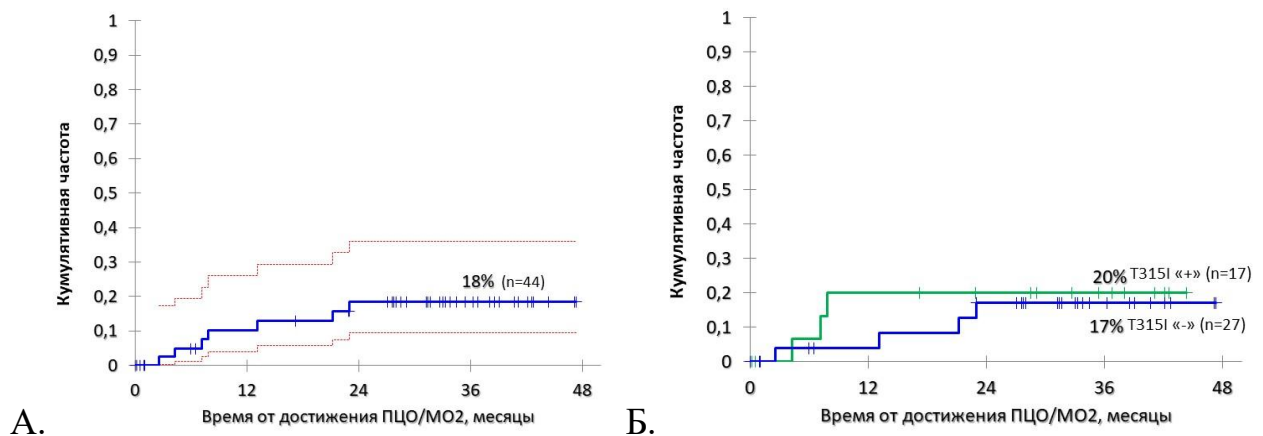 1
0,9
0,8
0,7
0,6
0,5
0,4
0,3
0,2
0,1
0
Кумулятивная частота
18% (n=44)
0 12 24 36 48
Время от достижения ПЦО/МО2, месяцы
А.
1
0,9
0,8
0,7
0,6
0,5
0,4
0,3
0,2
0,1
0
Кумулятивная частота
20% T315I «+» (n=17)
17% T315I «-» (n=27)
0 12 24 36 48
Время от достижения ПЦО/МО2, месяцы
Б.